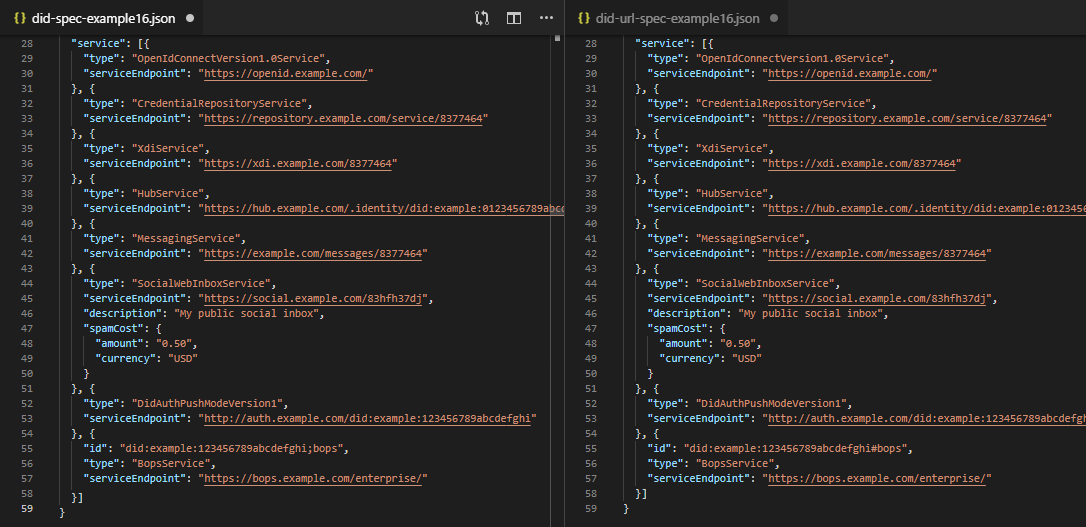 {} did-spec-example16.json
28 "service": [{
29 "type": "OpenIdConnectVersion1.0Service",
30 "serviceEndpoint": "https://openid.example.com/"
31 }, {
32 "type": "CredentialRepositoryService",
33 "serviceEndpoint": "https://repository.example.com/service/8377464"
34 }, {
35 "type": "XdiService",
36 "serviceEndpoint": "https://xdi.example.com/8377464"
37 }, {
38 "type": "HubService",
39 "serviceEndpoint": "https://hub.example.com/.identity/did:example:0123456789abcd
40 }, {
41 "type": "MessagingService",
42 "serviceEndpoint": "https://example.com/messages/8377464"
43 }, {
44 "type": "SocialWebInboxService",
45 "serviceEndpoint": "https://social.example.com/83hfh37dj",
46 "description": "My public social inbox",
47 "spamCost": {
48 "amount": "0.50",
49 "currency": "USD"
50 }
51 }, {
52 "type": "DidAuthPushModeVersion1",
53 "serviceEndpoint": "http://auth.example.com/did:example:123456789abcdefghi"
54 }, {
55 "id": "did:example:123456789abcdefghi;bops",
56 "type": "BopsService",
57 "serviceEndpoint": "https://bops.example.com/enterprise/"
58 }]
59 }
{} did-url-spec-example16.json
28 "service": [{
29 "type": "OpenIdConnectVersion1.0Service",
30 "serviceEndpoint": "https://openid.example.com/"
31 }, {
32 "type": "CredentialRepositoryService",
33 "serviceEndpoint": "https://repository.example.com/service/8377464"
34 }, {
35 "type": "XdiService",
36 "serviceEndpoint": "https://xdi.example.com/8377464"
37 }, {
38 "type": "HubService",
39 "serviceEndpoint": "https://hub.example.com/.identity/did:example:0123456
40 }, {
41 "type": "MessagingService",
42 "serviceEndpoint": "https://example.com/messages/8377464"
43 }, {
44 "type": "SocialWebInboxService",
45 "serviceEndpoint": "https://social.example.com/83hfh37dj",
46 "description": "My public social inbox",
47 "spamCost": {
48 "amount": "0.50",
49 "currency": "USD"
50 }
51 }, {
52 "type": "DidAuthPushModeVersion1",
53 "serviceEndpoint": "http://auth.example.com/did:example:123456789abcdefgh
54 }, {
55 "id": "did:example:123456789abcdefghi#bops",
56 "type": "BopsService",
57 "serviceEndpoint": "https://bops.example.com/enterprise/"
58 }]
59 }